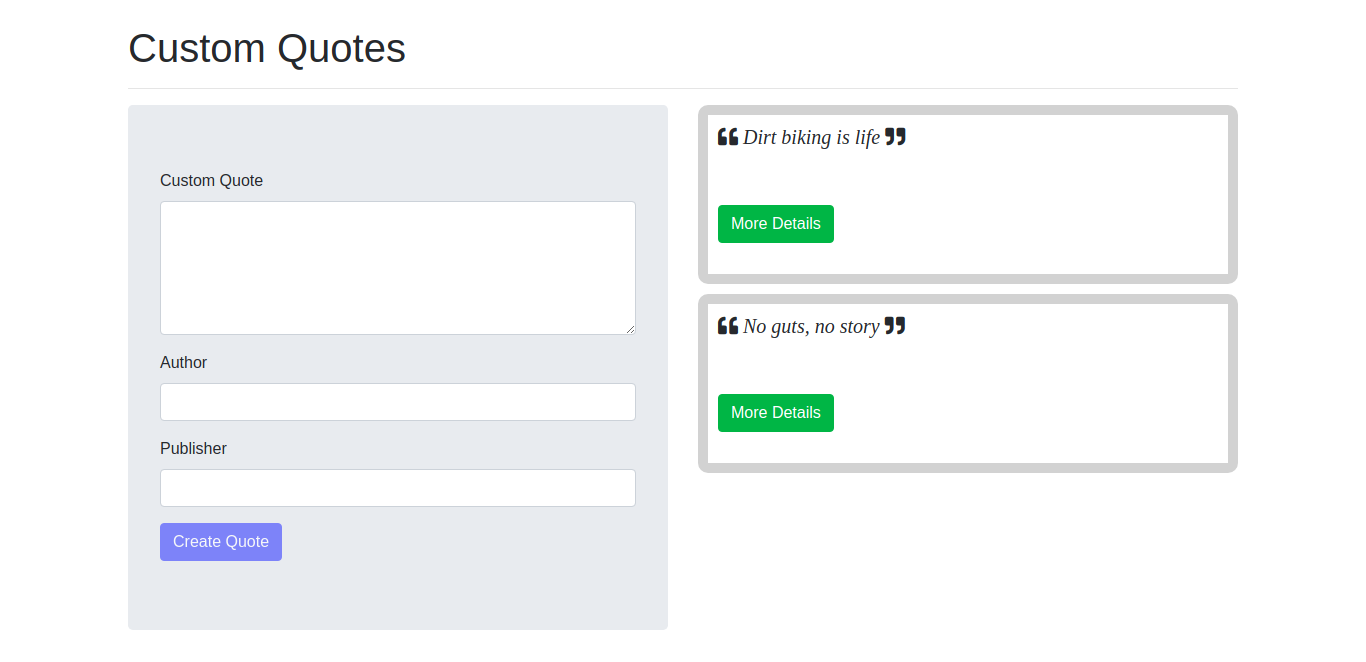 Custom Quotes
Custom Quote
Author
Publisher
Create Quote
❝ Dirt biking is life ❞
More Details
❝ No guts, no story ❞
More Details